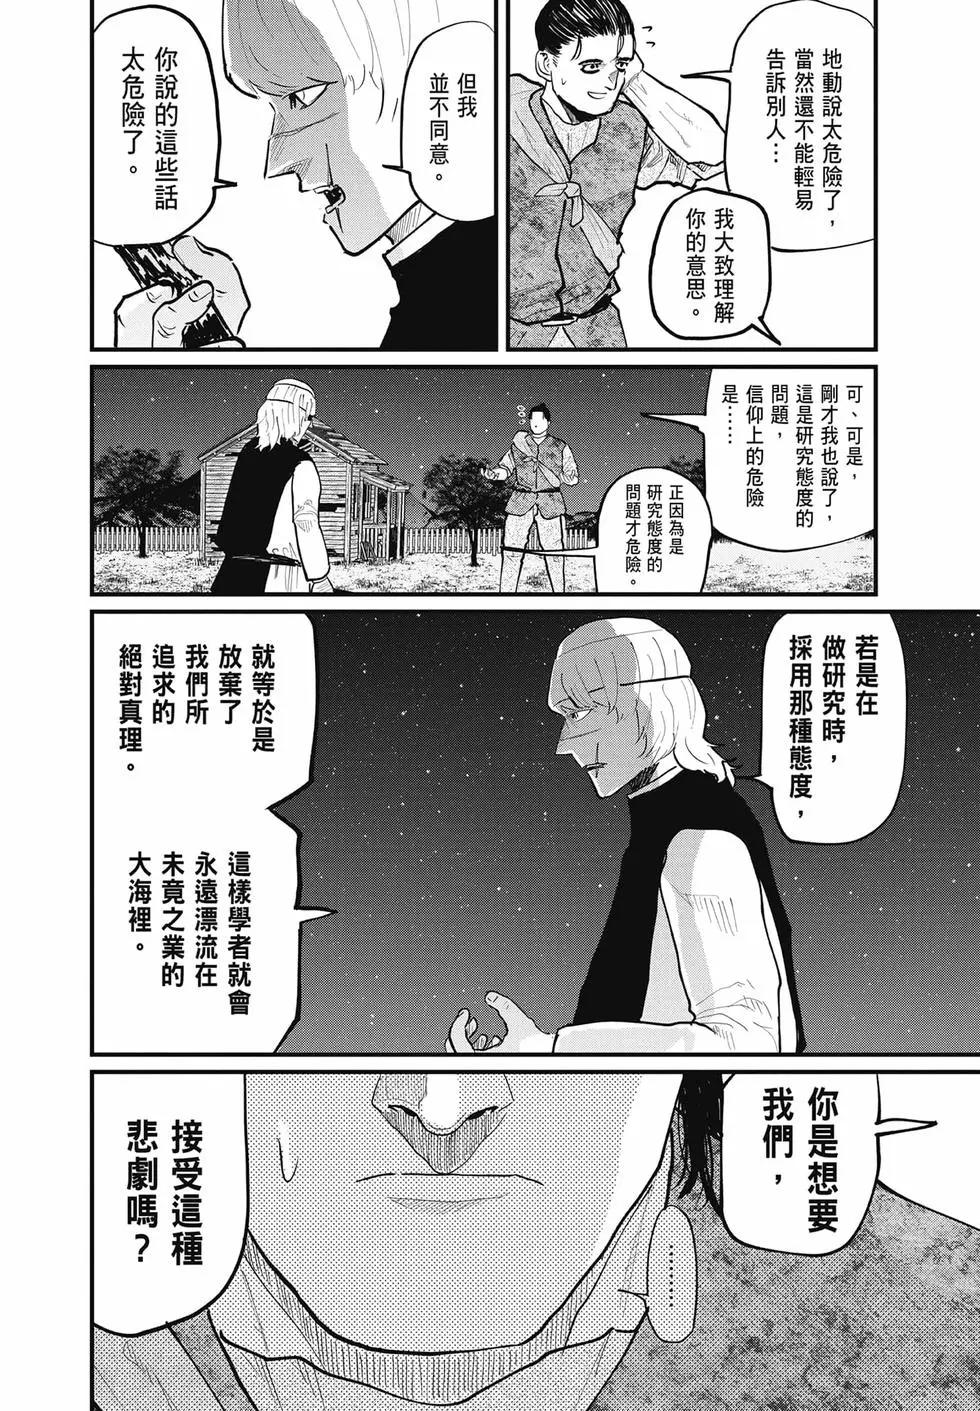 地動說太危險了，
當然還不能輕易
告訴別人…
我大致理解
你的意思。
但我
並不同意。
你說的這些話
太危險了。
可、可是，
剛才我也說了，
這是研究態度的
問題，
信仰上的危險
是……
正因為是
研究態度的
問題才危險。
若是在
做研究時，
採用那種態度，
就等於是
放棄了
我們所
追求的
絕對真理。
這樣學者就會
永遠漂流在
未竟之業的
大海裡。
你是想要
我們，
………
接受這種
悲劇嗎？